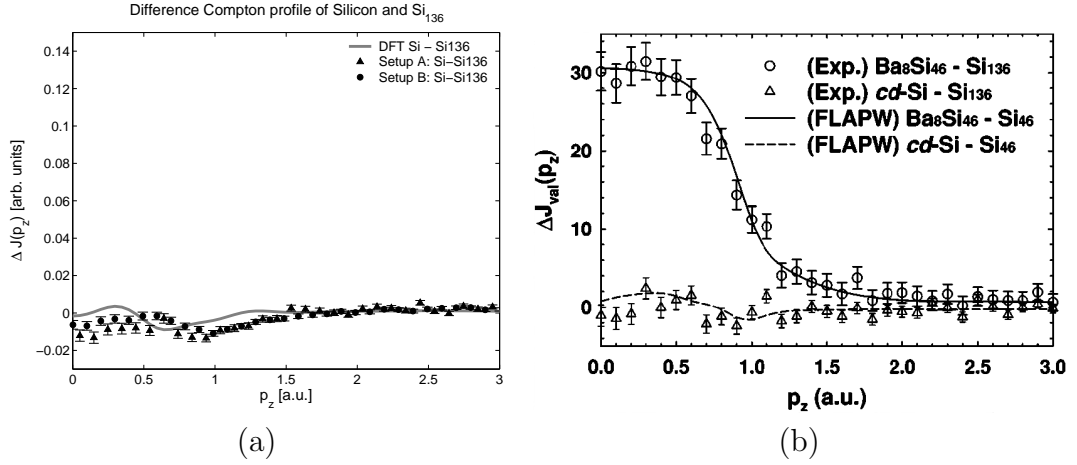 Difference Compton profile of Silicon and Si136
0.14
0.12
0.1
0.08
0.06
0.04
0.02
0
−0.02
Δ J(pz) [arb. units]
DFT Si − Si136
Setup A: Si−Si136
Setup B: Si−Si136
0 0.5 1 1.5 2 2.5 3
pz [a.u.]
(a)
30
20
10
0
ΔJval(pz)
(Exp.) Ba8Si46 - Si136
(Exp.) cd-Si - Si136
(FLAPW) Ba8Si46 - Si46
(FLAPW) cd-Si - Si46
0.0 0.5 1.0 1.5 2.0 2.5 3.0
pz (a.u.)
(b)